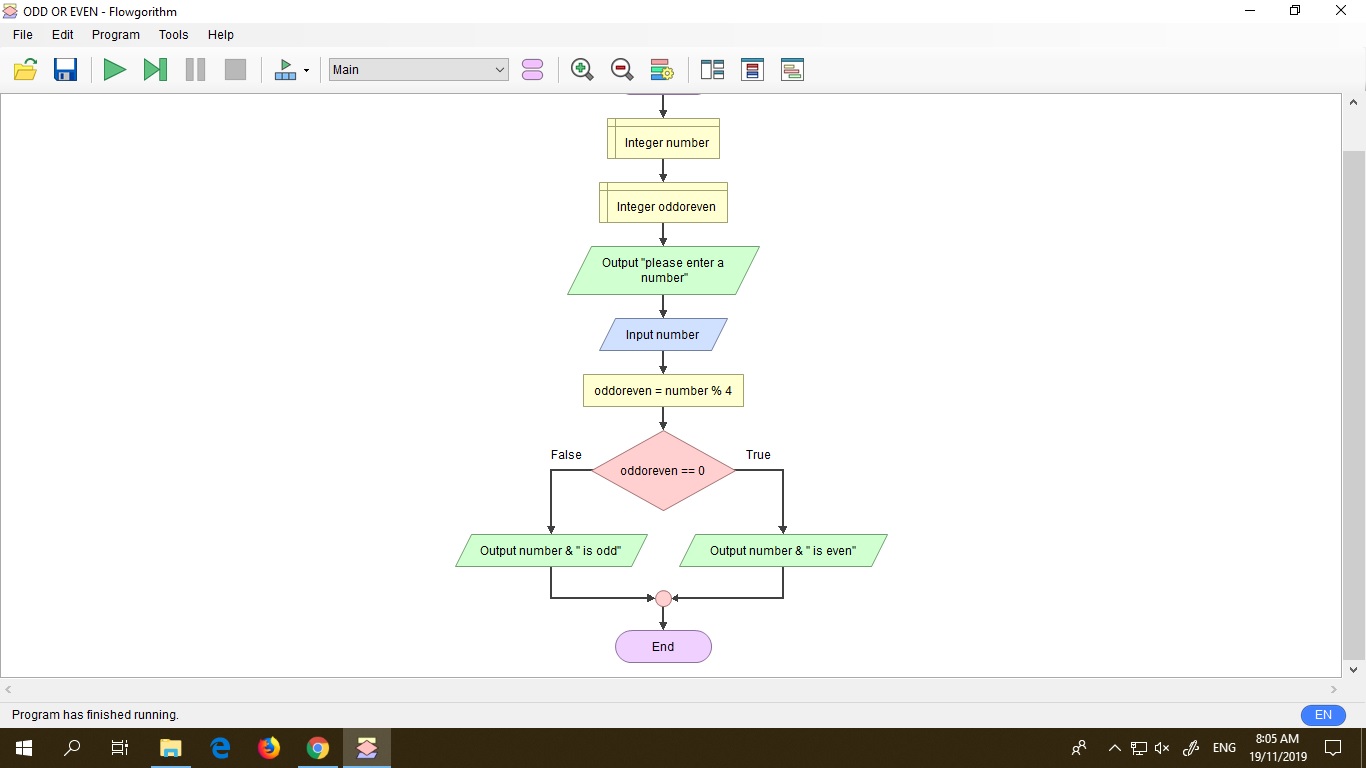 ODD OR EVEN - Flowgorithm
File Edit Program Tools Help
Main
Integer number
Integer oddoreven
Output "please enter a
number"
Input number
oddoreven = number % 4
False
True
oddoreven == 0
Output number & " is odd"
Output number & " is even"
End
Program has finished running.
EN
ENG
8:05 AM
19/11/2019